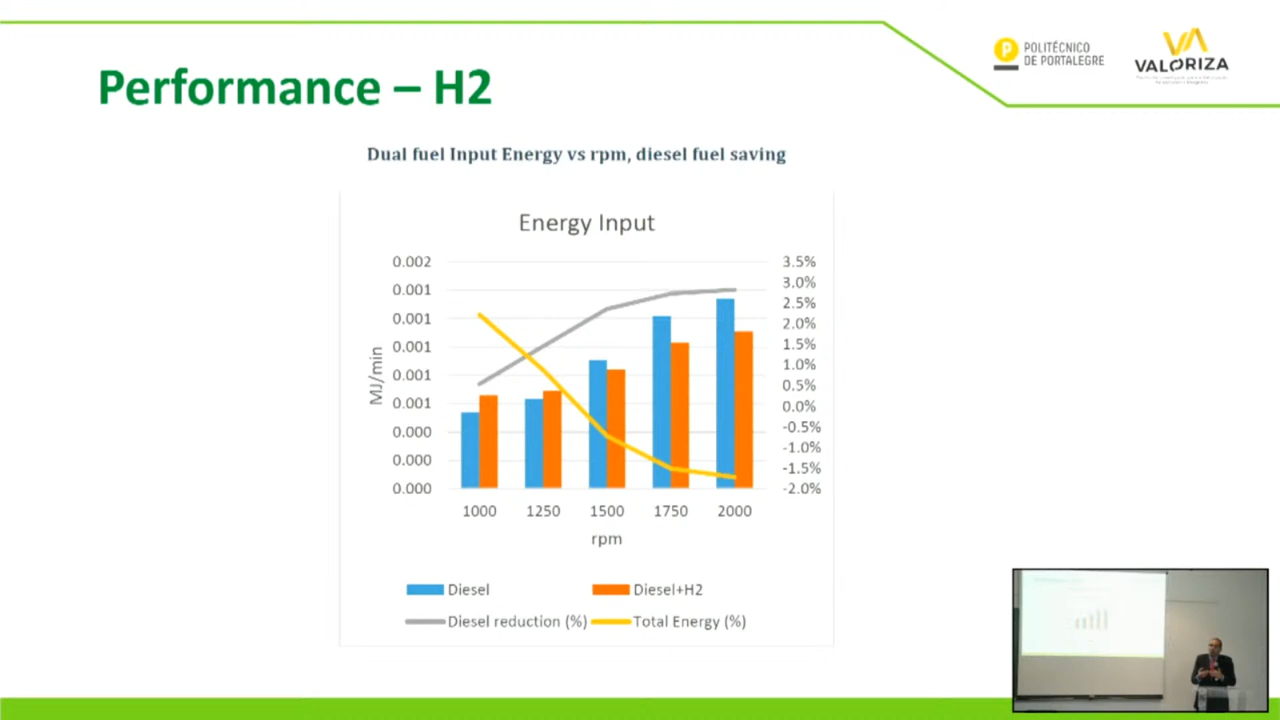 POLITÉCNICO
DE PORTALEGRE
VALORIZA
Performance – H2
Dual fuel Input Energy vs rpm, diesel fuel saving
Energy Input
0.002
0.001
0.001
0.001
0.001
0.001
0.000
0.000
0.000
MJ/min
3.5%
3.0%
2.5%
2.0%
1.5%
1.0%
0.5%
0.0%
-0.5%
-1.0%
-1.5%
-2.0%
1000 1250 1500 1750 2000
rpm
Diesel Diesel+H2
Diesel reduction (%) Total Energy (%)